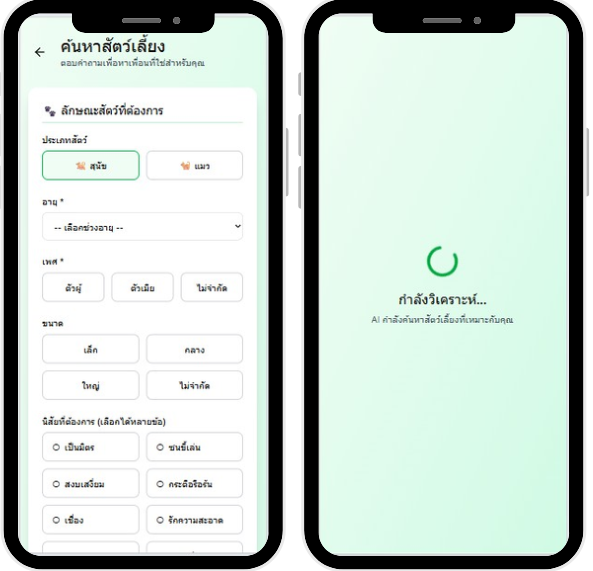 ค้นหาสัตว์เลี้ยง
ตอบคำถามเพื่อหาเพื่อนที่ใช่สำหรับคุณ
ลักษณะสัตว์ที่ต้องการ
ประเภทสัตว์
สุนัข
แมว
อายุ *
-- เลือกช่วงอายุ --
เพศ *
ตัวผู้
ตัวเมีย
ไม่จำกัด
ขนาด
เล็ก
กลาง
ใหญ่
ไม่จำกัด
นิสัยที่ต้องการ (เลือกได้หลายข้อ)
เป็นมิตร
ซนขี้เล่น
สงบเสงี่ยม
กระตือรือร้น
เชื่อง
รักความสะอาด
กำลังวิเคราะห์...
AI กำลังค้นหาสัตว์เลี้ยงที่เหมาะกับคุณ